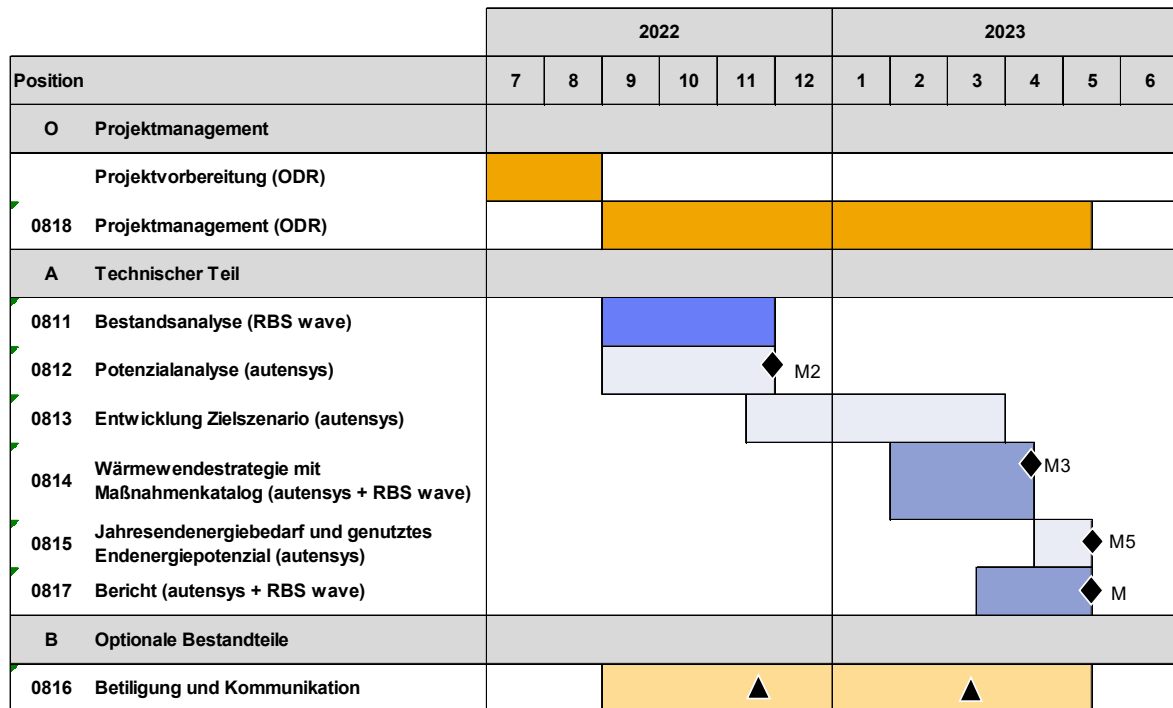 2022 2023
Position 7 8 9 10 11 12 1 2 3 4 5 6
O Projektmanagement
Projektvorbereitung (ODR)
0818 Projektmanagement (ODR)
A Technischer Teil
0811 Bestandsanalyse (RBS wave)
0812 Potenzialanalyse (autensys) M2
0813 Entwicklung Zielszenario (autensys)
0814 Wärmewendestrategie mit
Maßnahmenkatalog (autensys + RBS wave) M3
0815 Jahresendenergiebedarf und genutztes
Endenergiepotenzial (autensys) M5
0817 Bericht (autensys + RBS wave) M
B Optionale Bestandteile
0816 Betiligung und Kommunikation